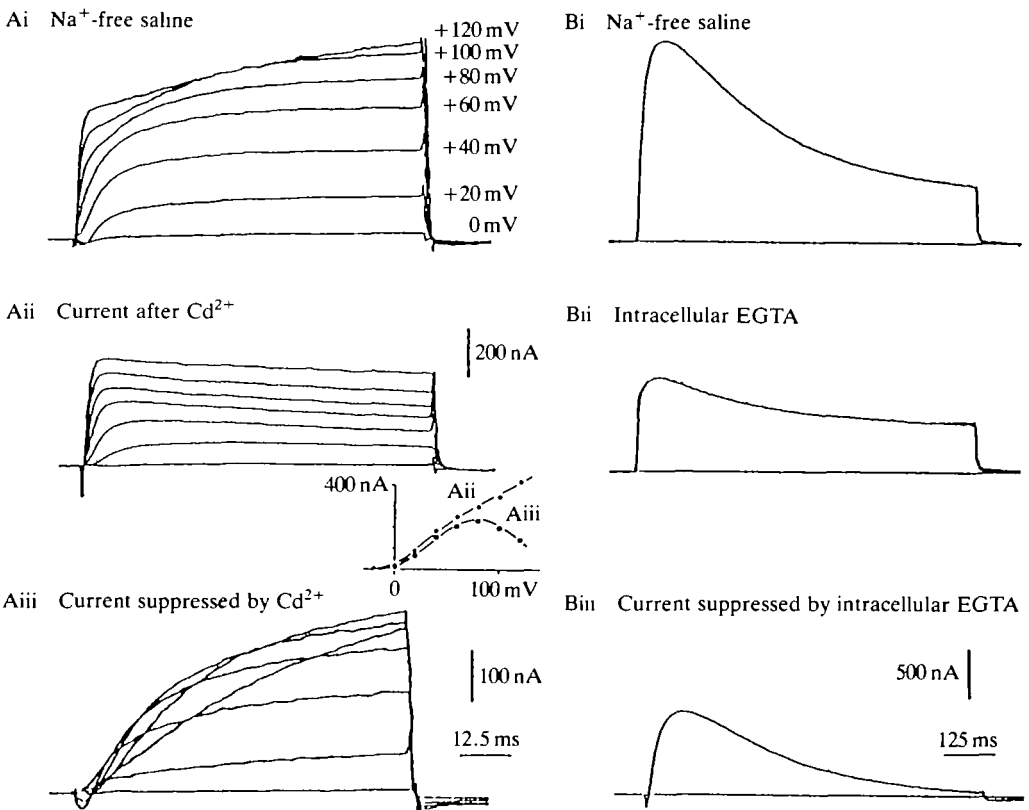 Ai Na⁺-free saline
+120 mV
+100 mV
+80 mV
+60 mV
+40 mV
+20 mV
0 mV
Bi Na⁺-free saline
Aii Current after Cd²⁺
200 nA
Bii Intracellular EGTA
400 nA
Aii
Aiii
0
100 mV
Aiii Current suppressed by Cd²⁺
100 nA
12.5 ms
Biii Current suppressed by intracellular EGTA
500 nA
125 ms